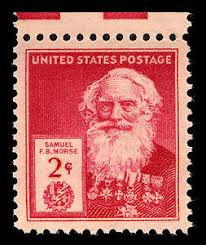 UNITED STATES POSTAGE
SAMUEL
F.B.MORSE
2¢